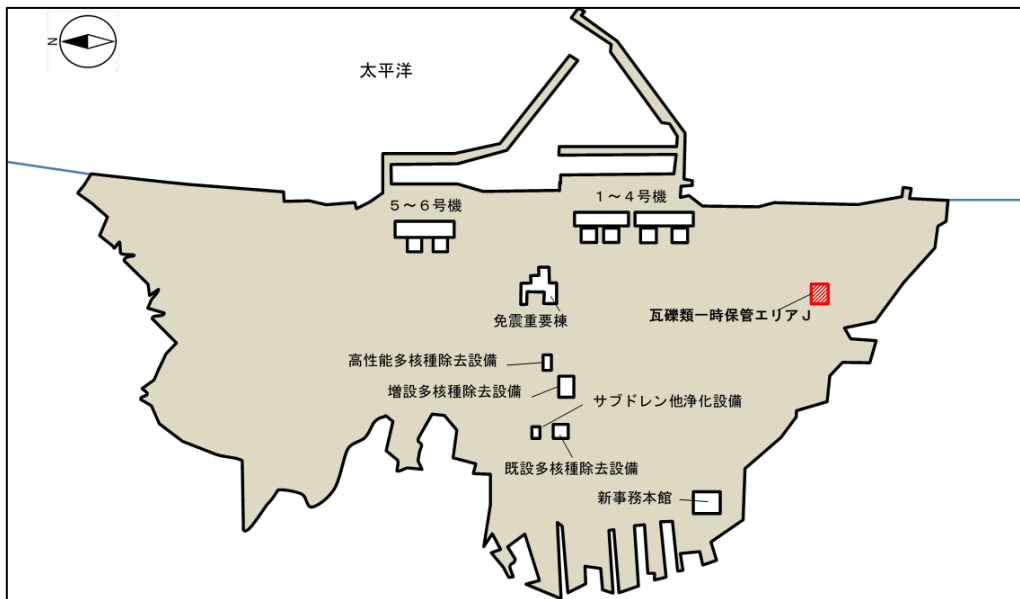 N
太平洋
５～６号機
１～４号機
免震重要棟
瓦礫類一時保管エリアＪ
高性能多核種除去設備
増設多核種除去設備
サブドレン他浄化設備
既設多核種除去設備
新事務本館